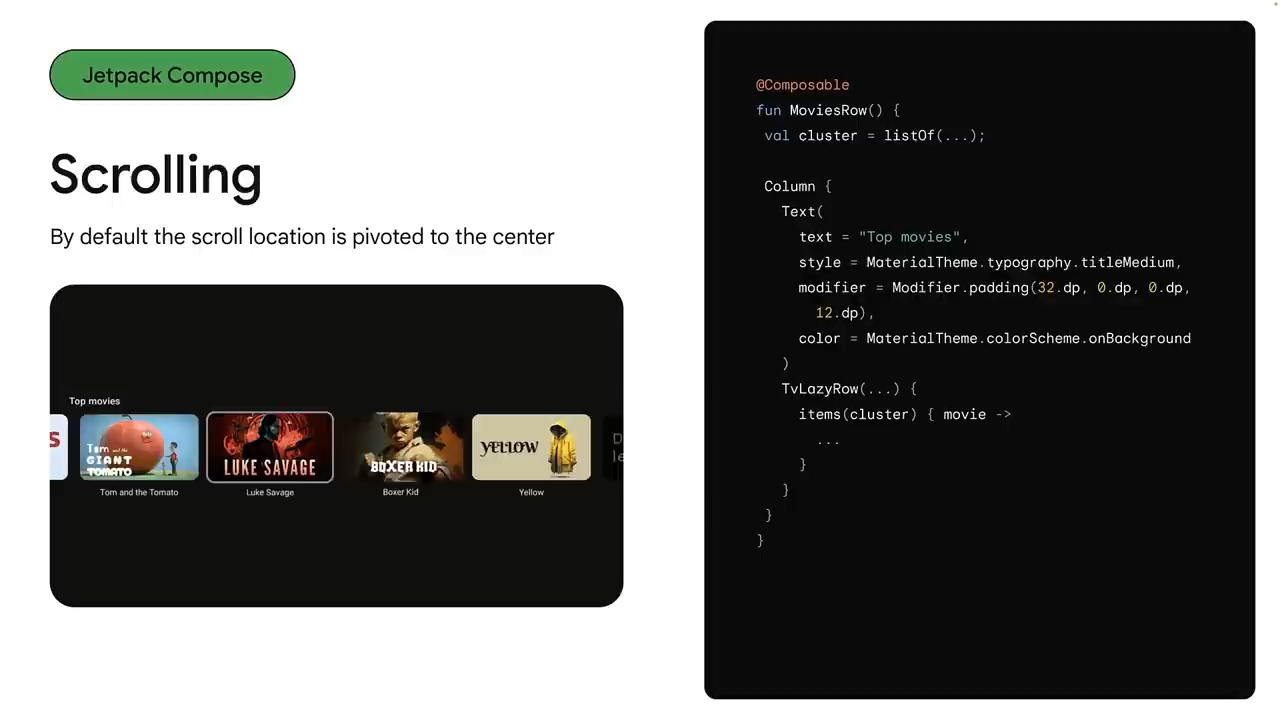 Jetpack Compose
Scrolling
By default the scroll location is pivoted to the center
Top movies
S
Tom and the
GIANT
TOMATO
LUKE SAVAGE
BOXER KID
YELLOW
D
le
Tom and the Tomato
Luke Savage
Boxer Kid
Yellow
@Composable
fun MoviesRow() {
val cluster = listOf(...);
Column {
Text(
text = "Top movies",
style = MaterialTheme.typography.titleMedium,
modifier = Modifier.padding(32.dp, 0.dp, 0.dp,
12.dp),
color = MaterialTheme.colorScheme.onBackground
)
TvLazyRow(...) {
items(cluster) { movie ->
...
}
}
}
}